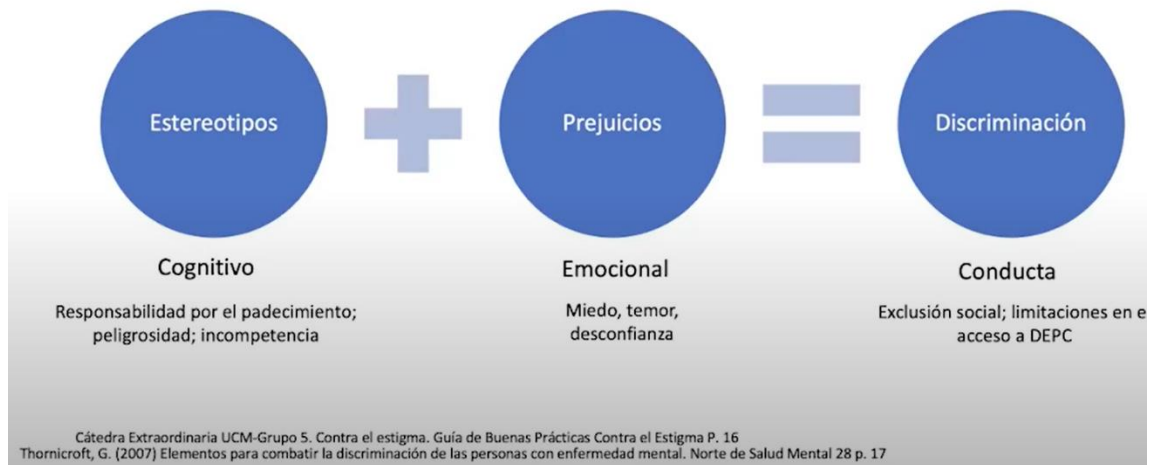 Estereotipos
Prejuicios
Discriminación
Cognitivo
Responsabilidad por el padecimiento;
peligrosidad; incompetencia
Emocional
Miedo, temor,
desconfianza
Conducta
Exclusión social; limitaciones en e
acceso a DEPC
Cátedra Extraordinaria UCM-Grupo 5. Contra el estigma. Guía de Buenas Prácticas Contra el Estigma P. 16
Thornicroft, G. (2007) Elementos para combatir la discriminación de las personas con enfermedad mental. Norte de Salud Mental 28 p. 17